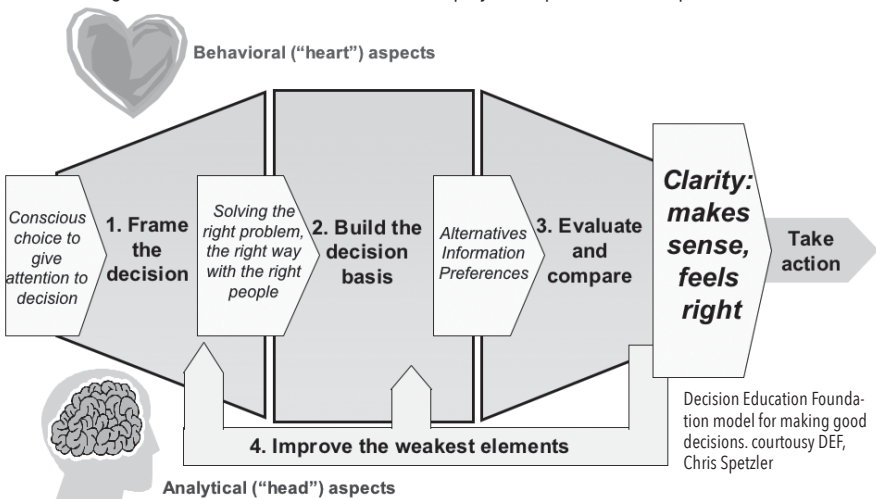 Behavioral (“heart”) aspects
Conscious
choice to
give
attention to
decision
1. Frame
the
decision
Solving the
right problem,
the right way
with the right
people
2. Build the
decision
basis
Alternatives
Information
Preferences
3. Evaluate
and
compare
Clarity:
makes
sense,
feels
right
Take
action
4. Improve the weakest elements
Decision Education Founda-
tion model for making good
decisions. courtousy DEF,
Chris Spetzler
Analytical (“head”) aspects